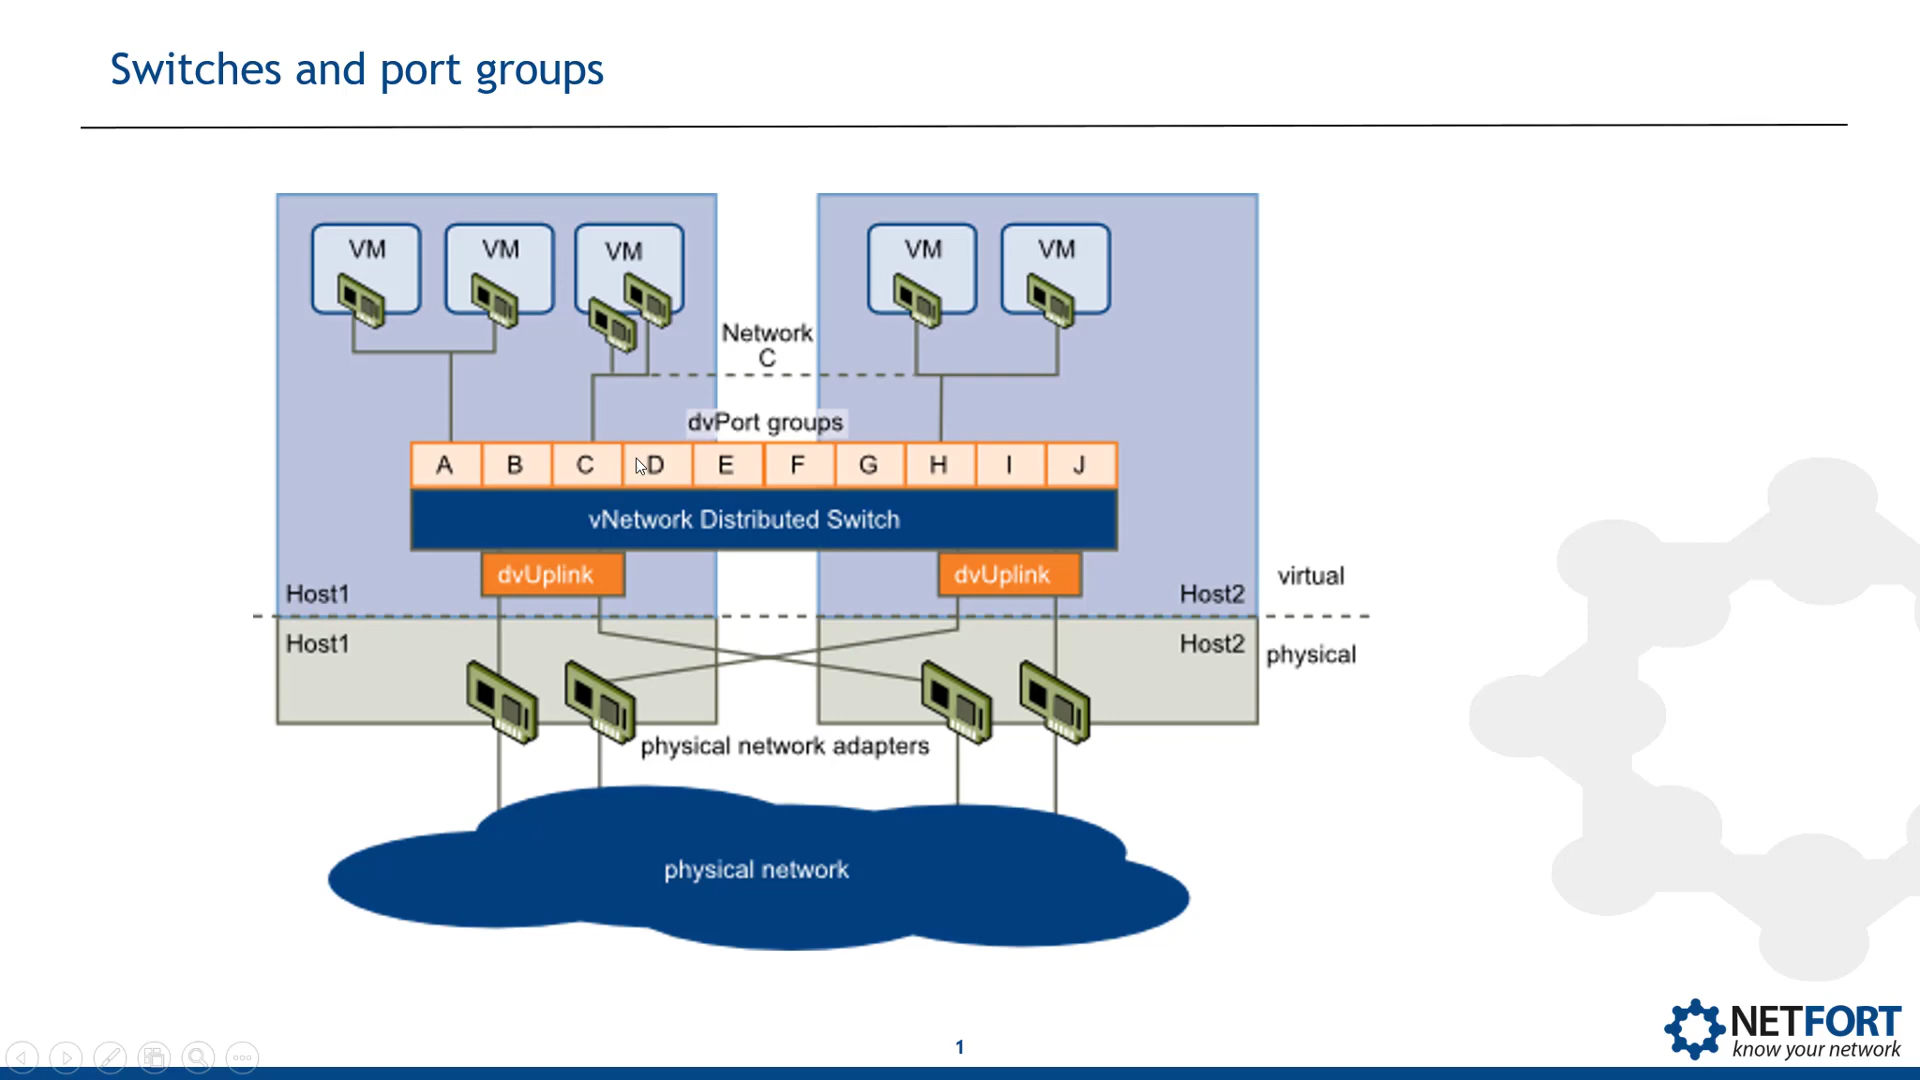 Switches and port groups
VM
VM
VM
VM
VM
Network
C
dvPort groups
A B C D E F G H I J
vNetwork Distributed Switch
dvUplink
dvUplink
Host1
Host2
virtual
Host1
Host2
physical
physical network adapters
physical network
NETFORT
know your network
1